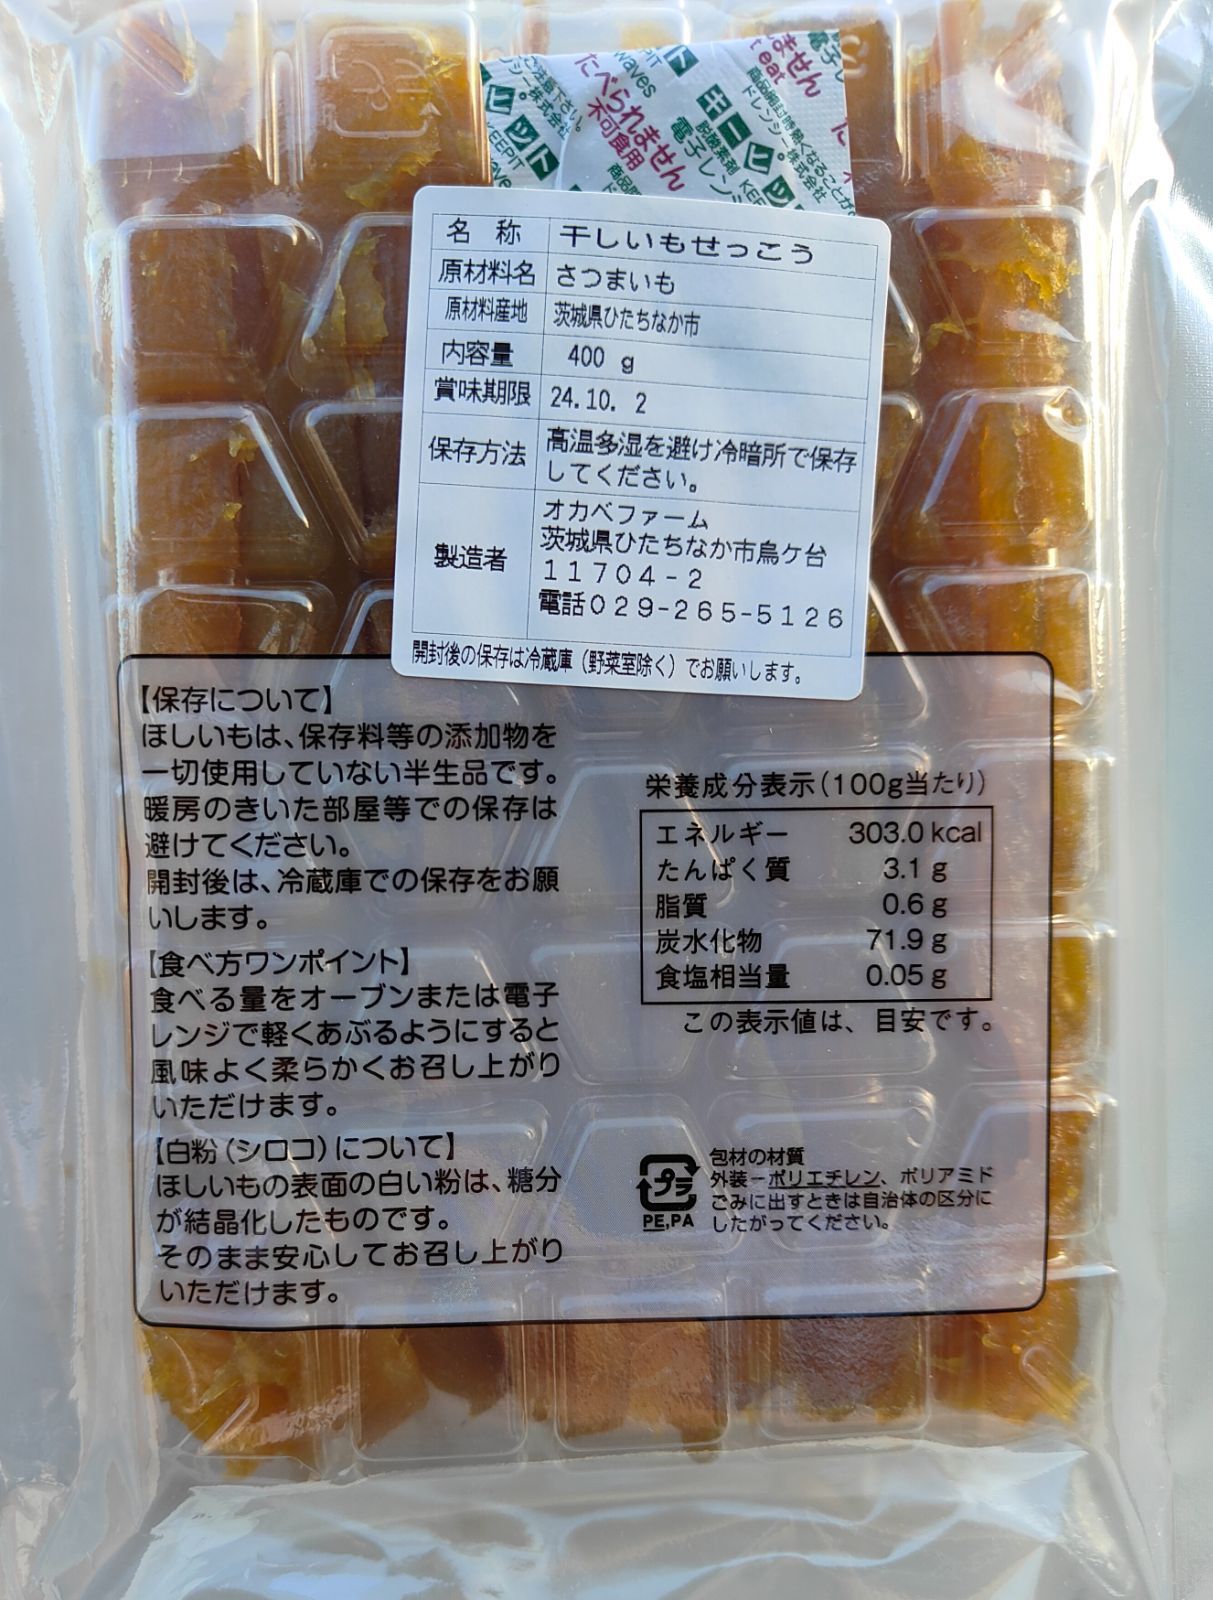 キーヒット
脱酸素剤 KEEPIT
電子レン
たべられません
不可食用
ドレンシー株式会社
名 称 干しいもせっこう
原材料名 さつまいも
原材料産地 茨城県ひたちなか市
内容量 400 g
賞味期限 24.10. 2
保存方法 高温多湿を避け冷暗所で保存
してください。
製造者 オカベファーム
茨城県ひたちなか市烏ケ台
11704-2
電話029-265-5126
開封後の保存は冷蔵庫(野菜室除く)でお願いします。
【保存について】
ほしいもは、保存料等の添加物を
一切使用していない半生品です。
暖房のきいた部屋等での保存は
避けてください。
開封後は、冷蔵庫での保存をお願
いします。
【食べ方ワンポイント】
食べる量をオーブンまたは電子
レンジで軽くあぶるようにすると
風味よく柔らかくお召し上がり
いただけます。
【白粉(シロコ)について】
ほしいもの表面の白い粉は、糖分
が結晶化したものです。
そのまま安心してお召し上がり
いただけます。
栄養成分表示(100g当たり)
エネルギー 303.0 kcal
たんぱく質 3.1 g
脂質 0.6 g
炭水化物 71.9 g
食塩相当量 0.05 g
この表示値は、目安です。
プラ
PE,PA
包材の材質
外装ーポリエチレン、ポリアミド
ごみに出すときは自治体の区分に
したがってください。